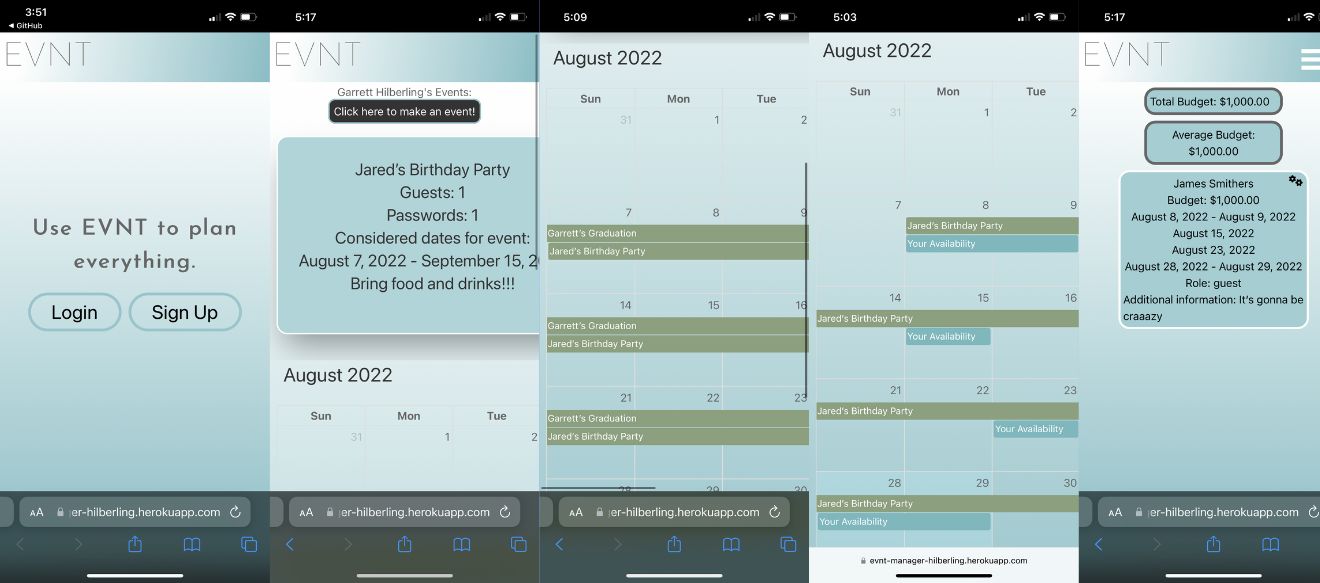 3:51
◀ GitHub
EVNT
Use EVNT to plan
everything.
Login
Sign Up
AA
er-hilberling.herokuapp.com
5:17
EVNT
Garrett Hilberling's Events:
Click here to make an event!
Jared's Birthday Party
Guests: 1
Passwords: 1
Considered dates for event:
August 7, 2022 - September 15, 2
Bring food and drinks!!!
August 2022
Sun Mon Tue
31 1 2
AA
er-hilberling.herokuapp.com
5:09
August 2022
Sun Mon Tue
31 1 2
7 8 9
Garrett's Graduation
Jared's Birthday Party
14 15 16
Garrett's Graduation
Jared's Birthday Party
21 22 23
Garrett's Graduation
Jared's Birthday Party
28 29 30
AA
er-hilberling.herokuapp.com
5:03
August 2022
Sun Mon Tue
31 1 2
7 8 9
Jared's Birthday Party
Your Availability
14 15 16
Jared's Birthday Party
Your Availability
21 22 23
Jared's Birthday Party
Your Availability
28 29 30
Jared's Birthday Party
Your Availability
evnt-manager-hilberling.herokuapp.com
5:17
EVNT
Total Budget: $1,000.00
Average Budget:
$1,000.00
James Smithers
Budget: $1,000.00
August 8, 2022 - August 9, 2022
August 15, 2022
August 23, 2022
August 28, 2022 - August 29, 2022
Role: guest
Additional information: It's gonna be
craaazy
AA
er-hilberling.herokuapp.com